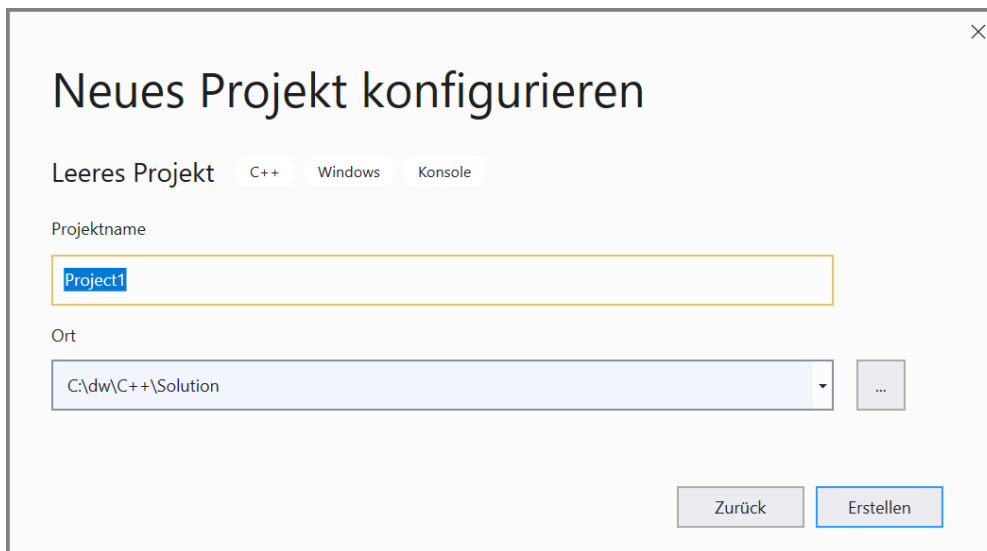 Neues Projekt konfigurieren
Leeres Projekt C++ Windows Konsole
Projektname
Project1
Ort
C:\dw\C++\Solution
...
Zurück Erstellen